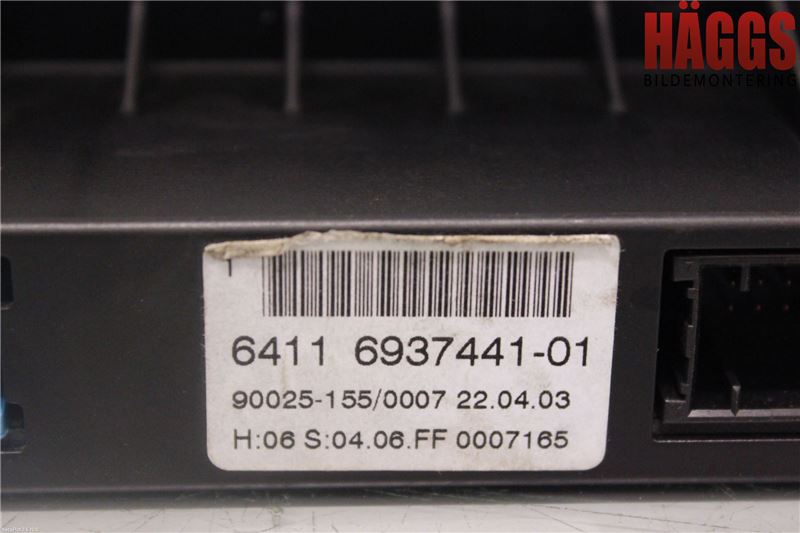 HÄGGS
BILDEMONTERING
1
6411 6937441-01
90025-155/0007 22.04.03
H:06 S:04.06.FF 0007165